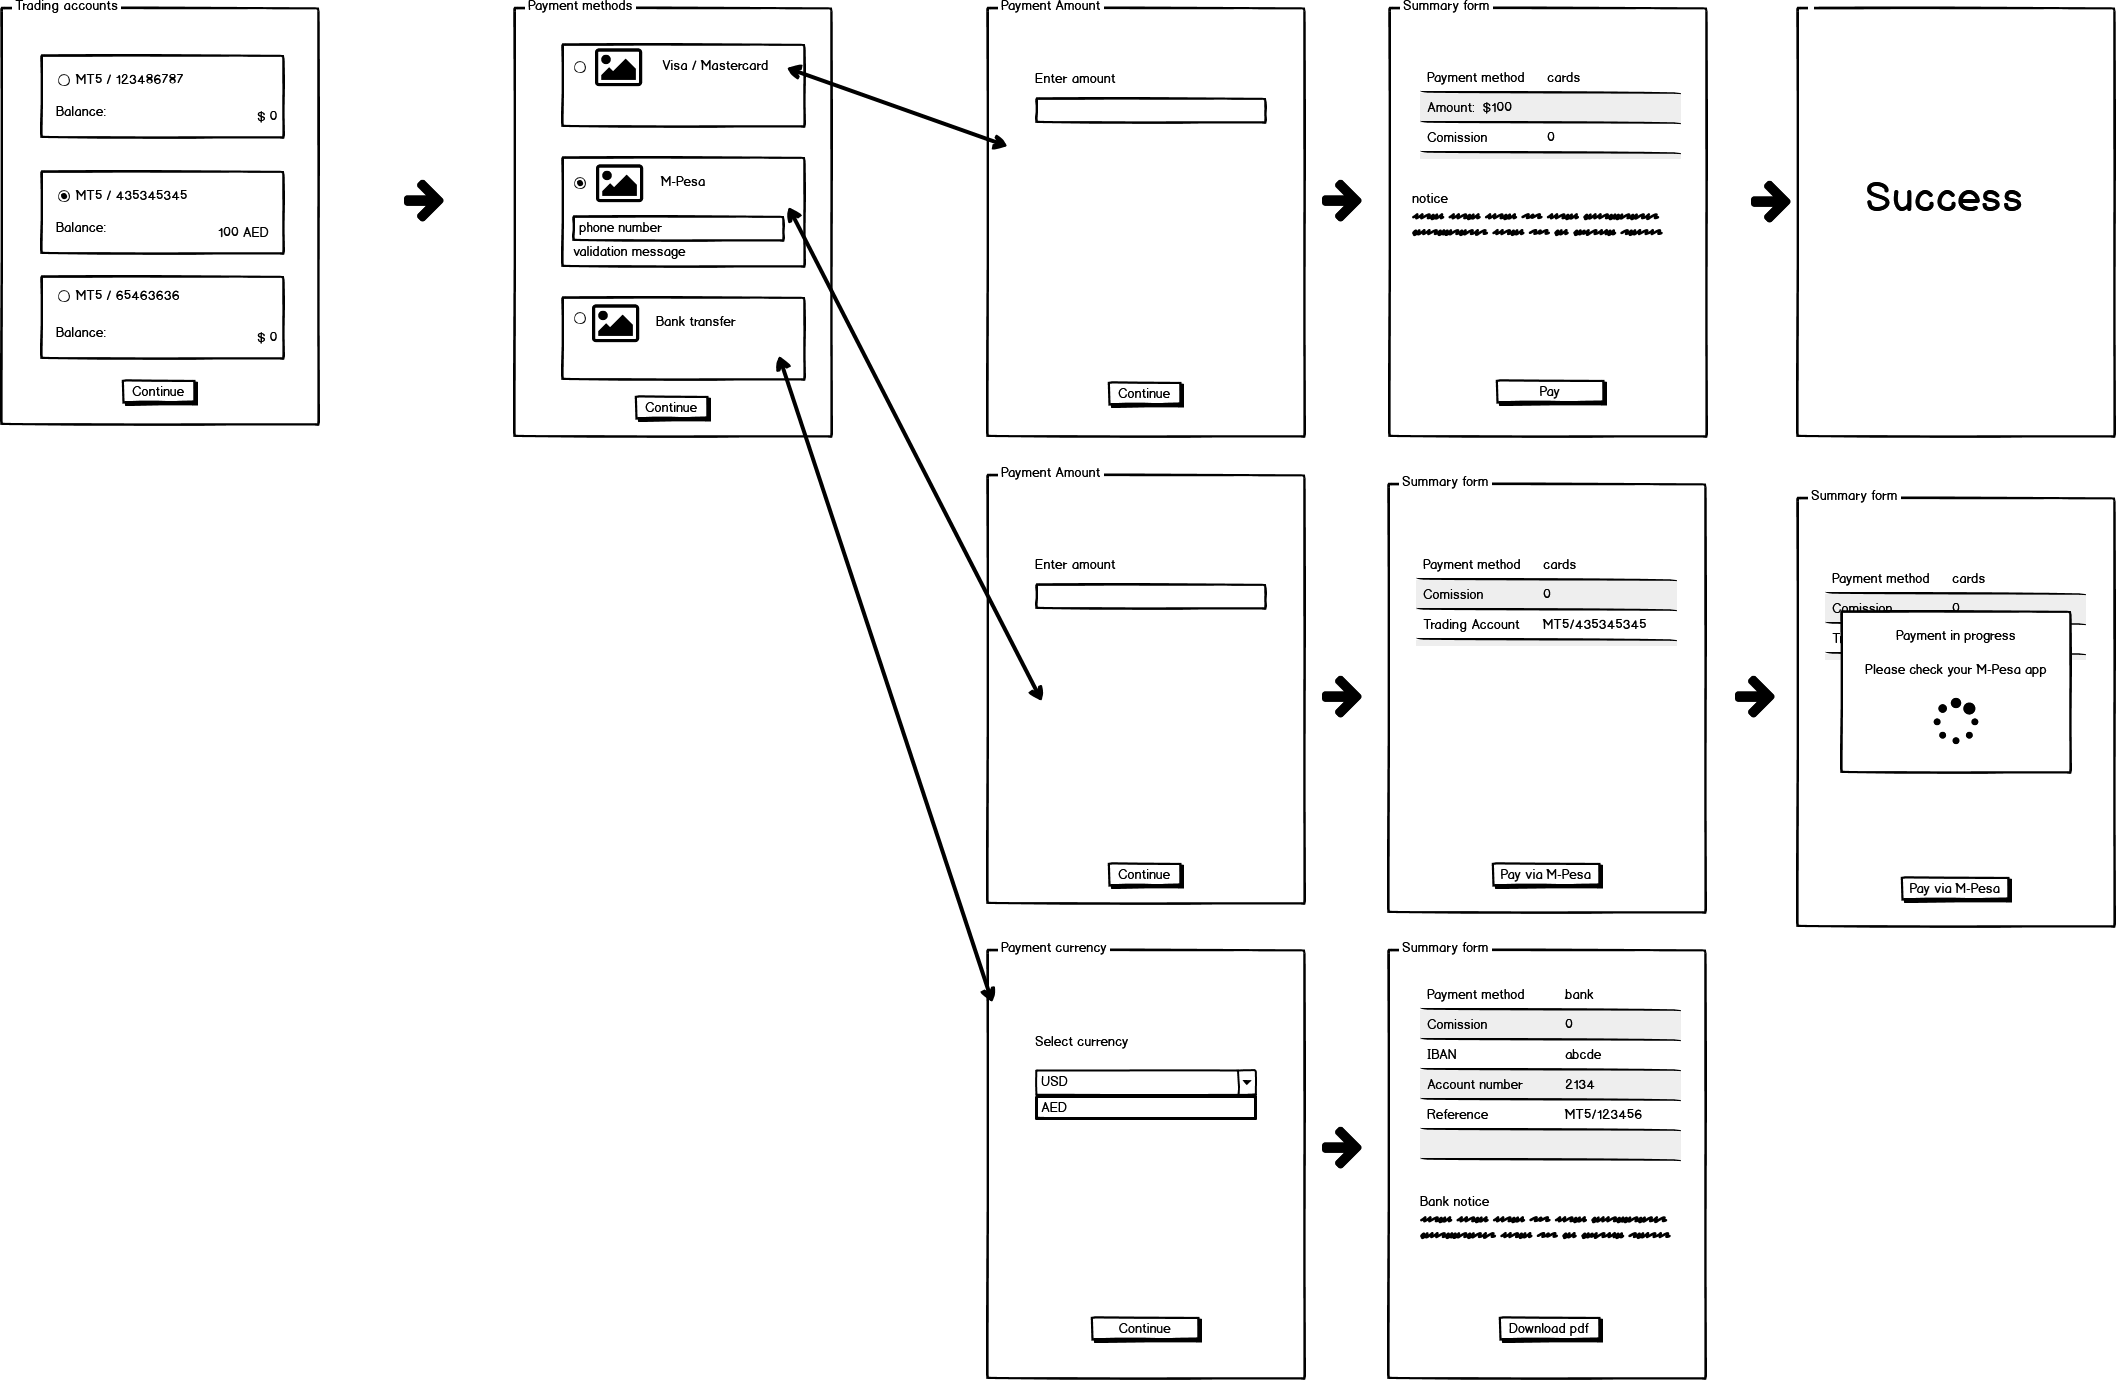 Trading accounts
MT5 / 123486787
Balance:
$ 0
MT5 / 435345345
Balance:
100 AED
MT5 / 65463636
Balance:
$ 0
Continue
Payment methods
Visa / Mastercard
M-Pesa
phone number
validation message
Bank transfer
Continue
Payment Amount
Enter amount
Continue
Summary form
Payment method cards
Amount: $100
Comission 0
notice
Pay
Success
Payment Amount
Enter amount
Continue
Summary form
Payment method cards
Comission 0
Trading Account MT5/435345345
Pay via M-Pesa
Summary form
Payment method cards
Comission 0
T
Payment in progress
Please check your M-Pesa app
Pay via M-Pesa
Payment currency
Select currency
USD
AED
Continue
Summary form
Payment method bank
Comission 0
IBAN abcde
Account number 2134
Reference MT5/123456
Bank notice
Download pdf